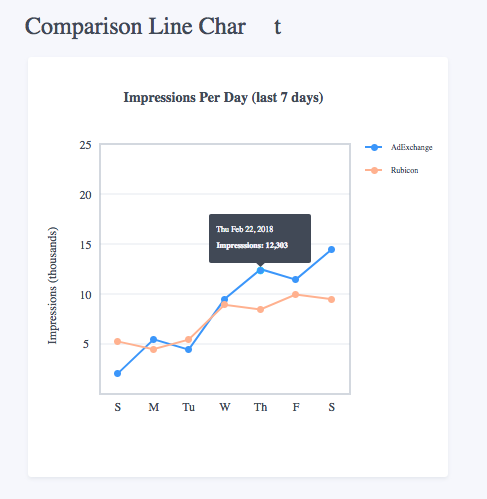 Comparison Line Char t
Impressions Per Day (last 7 days)
25
20
15
10
5
Impressions (thousands)
Thu Feb 22, 2018
Impresssions: 12,303
S M Tu W Th F S
AdExchange
Rubicon